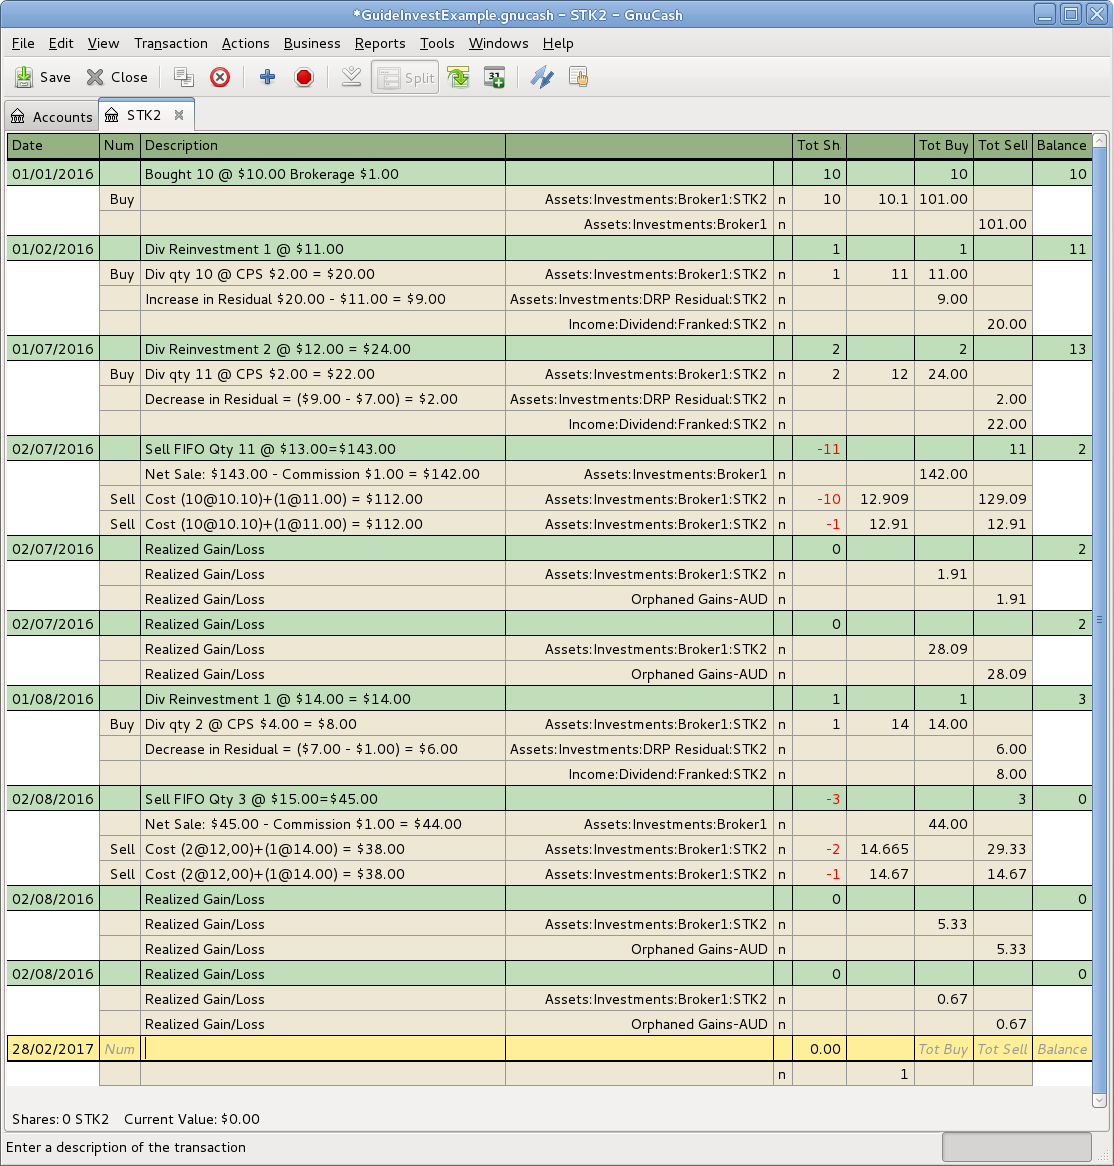 *GuideInvestExample.gnucash - STK2 - GnuCash
File Edit View Transaction Actions Business Reports Tools Windows Help
Save Close Split 31
Accounts STK2
Date Num Description Tot Sh Tot Buy Tot Sell Balance
01/01/2016 Bought 10 @ $10.00 Brokerage $1.00 10 10 10
Buy Assets:Investments:Broker1:STK2 n 10 10.1 101.00
Assets:Investments:Broker1 n 101.00
01/02/2016 Div Reinvestment 1 @ $11.00 1 1 11
Buy Div qty 10 @ CPS $2.00 = $20.00 Assets:Investments:Broker1:STK2 n 1 11 11.00
Increase in Residual $20.00 - $11.00 = $9.00 Assets:Investments:DRP Residual:STK2 n 9.00
Income:Dividend:Franked:STK2 n 20.00
01/07/2016 Div Reinvestment 2 @ $12.00 = $24.00 2 2 13
Buy Div qty 11 @ CPS $2.00 = $22.00 Assets:Investments:Broker1:STK2 n 2 12 24.00
Decrease in Residual = ($9.00 - $7.00) = $2.00 Assets:Investments:DRP Residual:STK2 n 2.00
Income:Dividend:Franked:STK2 n 22.00
02/07/2016 Sell FIFO Qty 11 @ $13.00=$143.00 -11 11 2
Net Sale: $143.00 - Commission $1.00 = $142.00 Assets:Investments:Broker1 n 142.00
Sell Cost (10@10.10)+(1@11.00) = $112.00 Assets:Investments:Broker1:STK2 n -10 12.909 129.09
Sell Cost (10@10.10)+(1@11.00) = $112.00 Assets:Investments:Broker1:STK2 n -1 12.91 12.91
02/07/2016 Realized Gain/Loss 0 2
Realized Gain/Loss Assets:Investments:Broker1:STK2 n 1.91
Realized Gain/Loss Orphaned Gains-AUD n 1.91
02/07/2016 Realized Gain/Loss 0 2
Realized Gain/Loss Assets:Investments:Broker1:STK2 n 28.09
Realized Gain/Loss Orphaned Gains-AUD n 28.09
01/08/2016 Div Reinvestment 1 @ $14.00 = $14.00 1 1 3
Buy Div qty 2 @ CPS $4.00 = $8.00 Assets:Investments:Broker1:STK2 n 1 14 14.00
Decrease in Residual = ($7.00 - $1.00) = $6.00 Assets:Investments:DRP Residual:STK2 n 6.00
Income:Dividend:Franked:STK2 n 8.00
02/08/2016 Sell FIFO Qty 3 @ $15.00=$45.00 -3 3 0
Net Sale: $45.00 - Commission $1.00 = $44.00 Assets:Investments:Broker1 n 44.00
Sell Cost (2@12,00)+(1@14.00) = $38.00 Assets:Investments:Broker1:STK2 n -2 14.665 29.33
Sell Cost (2@12,00)+(1@14.00) = $38.00 Assets:Investments:Broker1:STK2 n -1 14.67 14.67
02/08/2016 Realized Gain/Loss 0 0
Realized Gain/Loss Assets:Investments:Broker1:STK2 n 5.33
Realized Gain/Loss Orphaned Gains-AUD n 5.33
02/08/2016 Realized Gain/Loss 0 0
Realized Gain/Loss Assets:Investments:Broker1:STK2 n 0.67
Realized Gain/Loss Orphaned Gains-AUD n 0.67
28/02/2017 Num 0.00 Tot Buy Tot Sell Balance
n 1
Shares: 0 STK2 Current Value: $0.00
Enter a description of the transaction